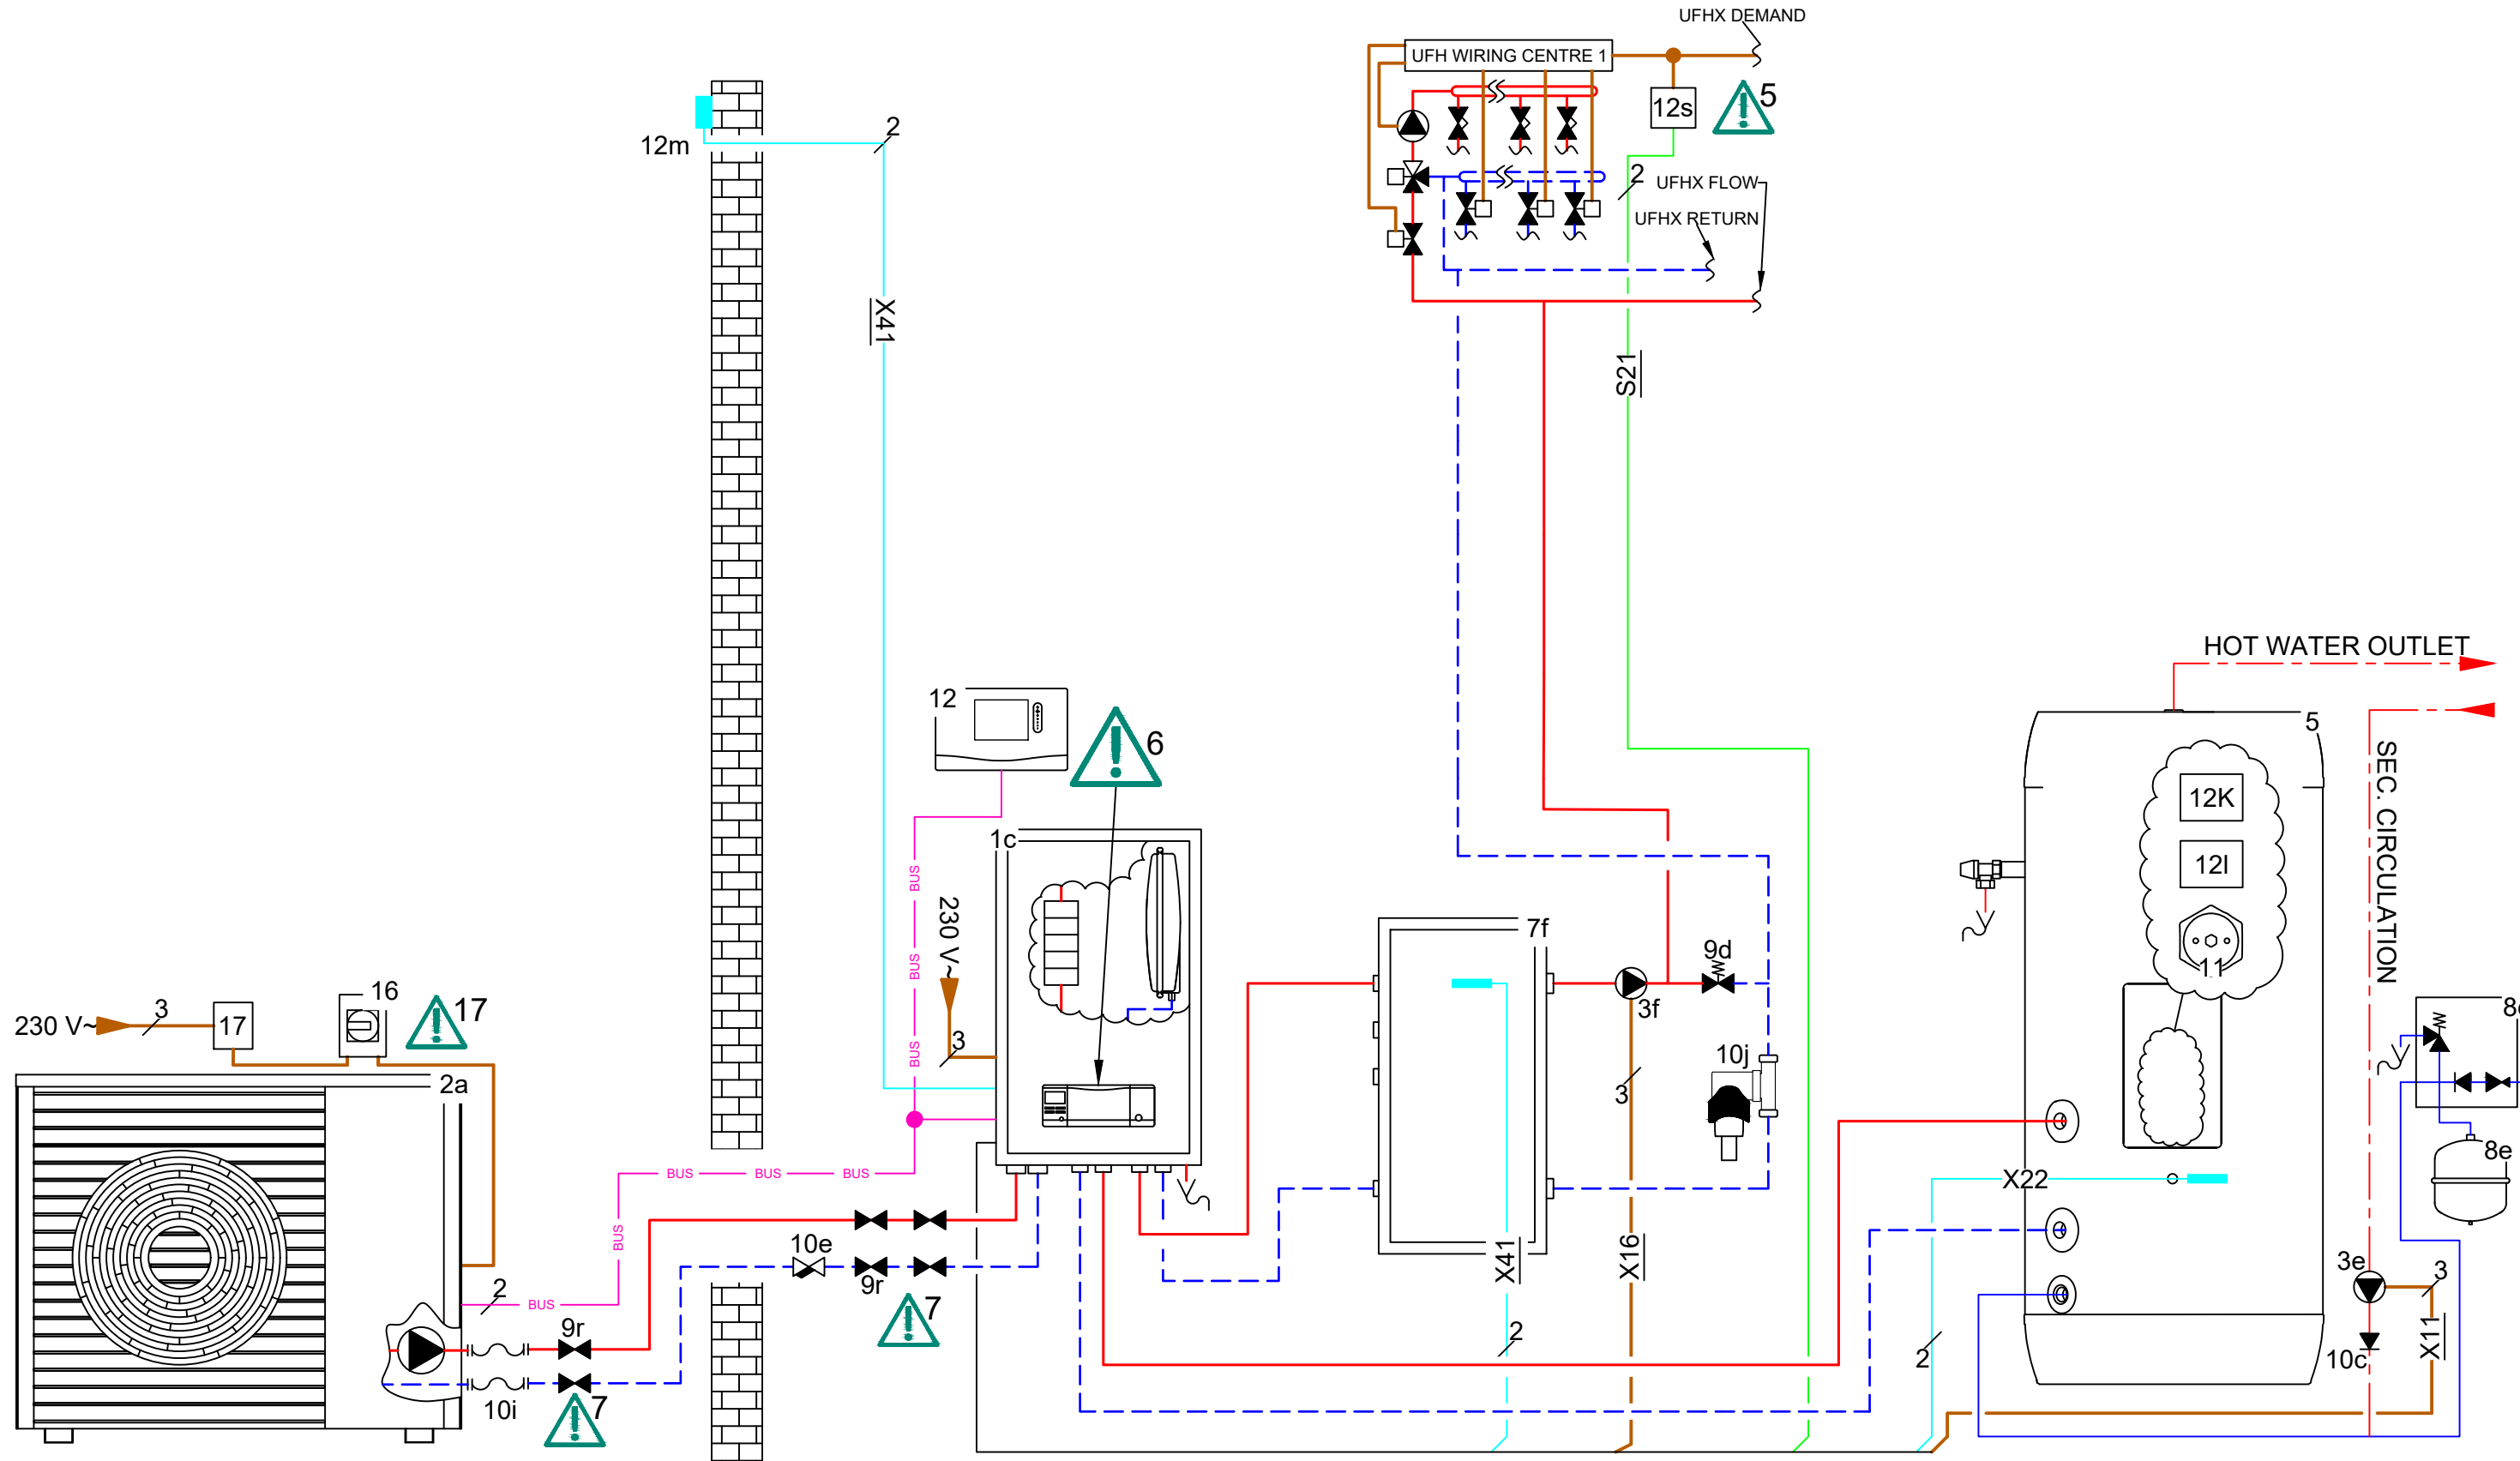 UFHX DEMAND
UFH WIRING CENTRE 1
12s
5
2
12m
2
UFHX FLOW
UFHX RETURN
X41
S21
HOT WATER OUTLET
12
6
5
SEC. CIRCULATION
12K
12l
11
1c
BUS
BUS
BUS
230 V~
3
7f
9d
3f
10j
3
16
17
230 V~
3
17
2a
8e
X22
BUS
BUS
BUS
BUS
10e
9r
7
X41
X16
3e
3
X11
10c
2
BUS
9r
10i
7
2
2